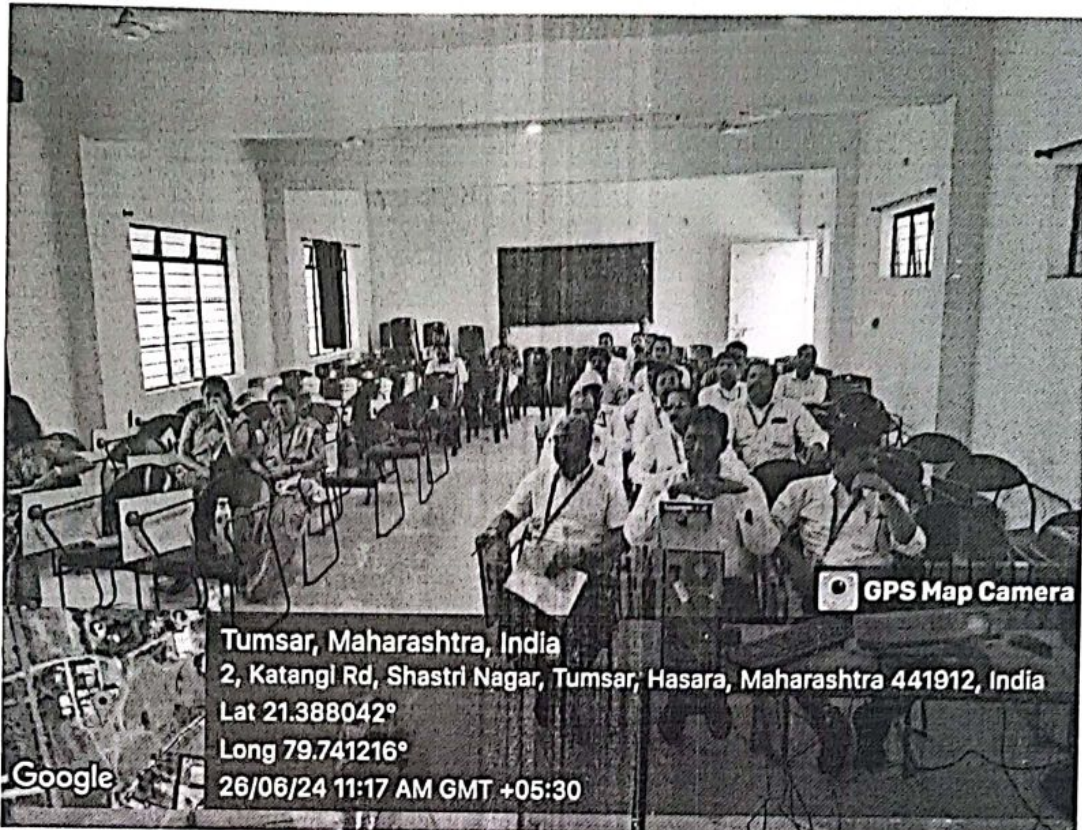 GPS Map Camera
Tumsar, Maharashtra, India
2, Katangi Rd, Shastri Nagar, Tumsar, Hasara, Maharashtra 441912, India
Lat 21.388042°
Long 79.741216°
26/06/24 11:17 AM GMT +05:30
Google